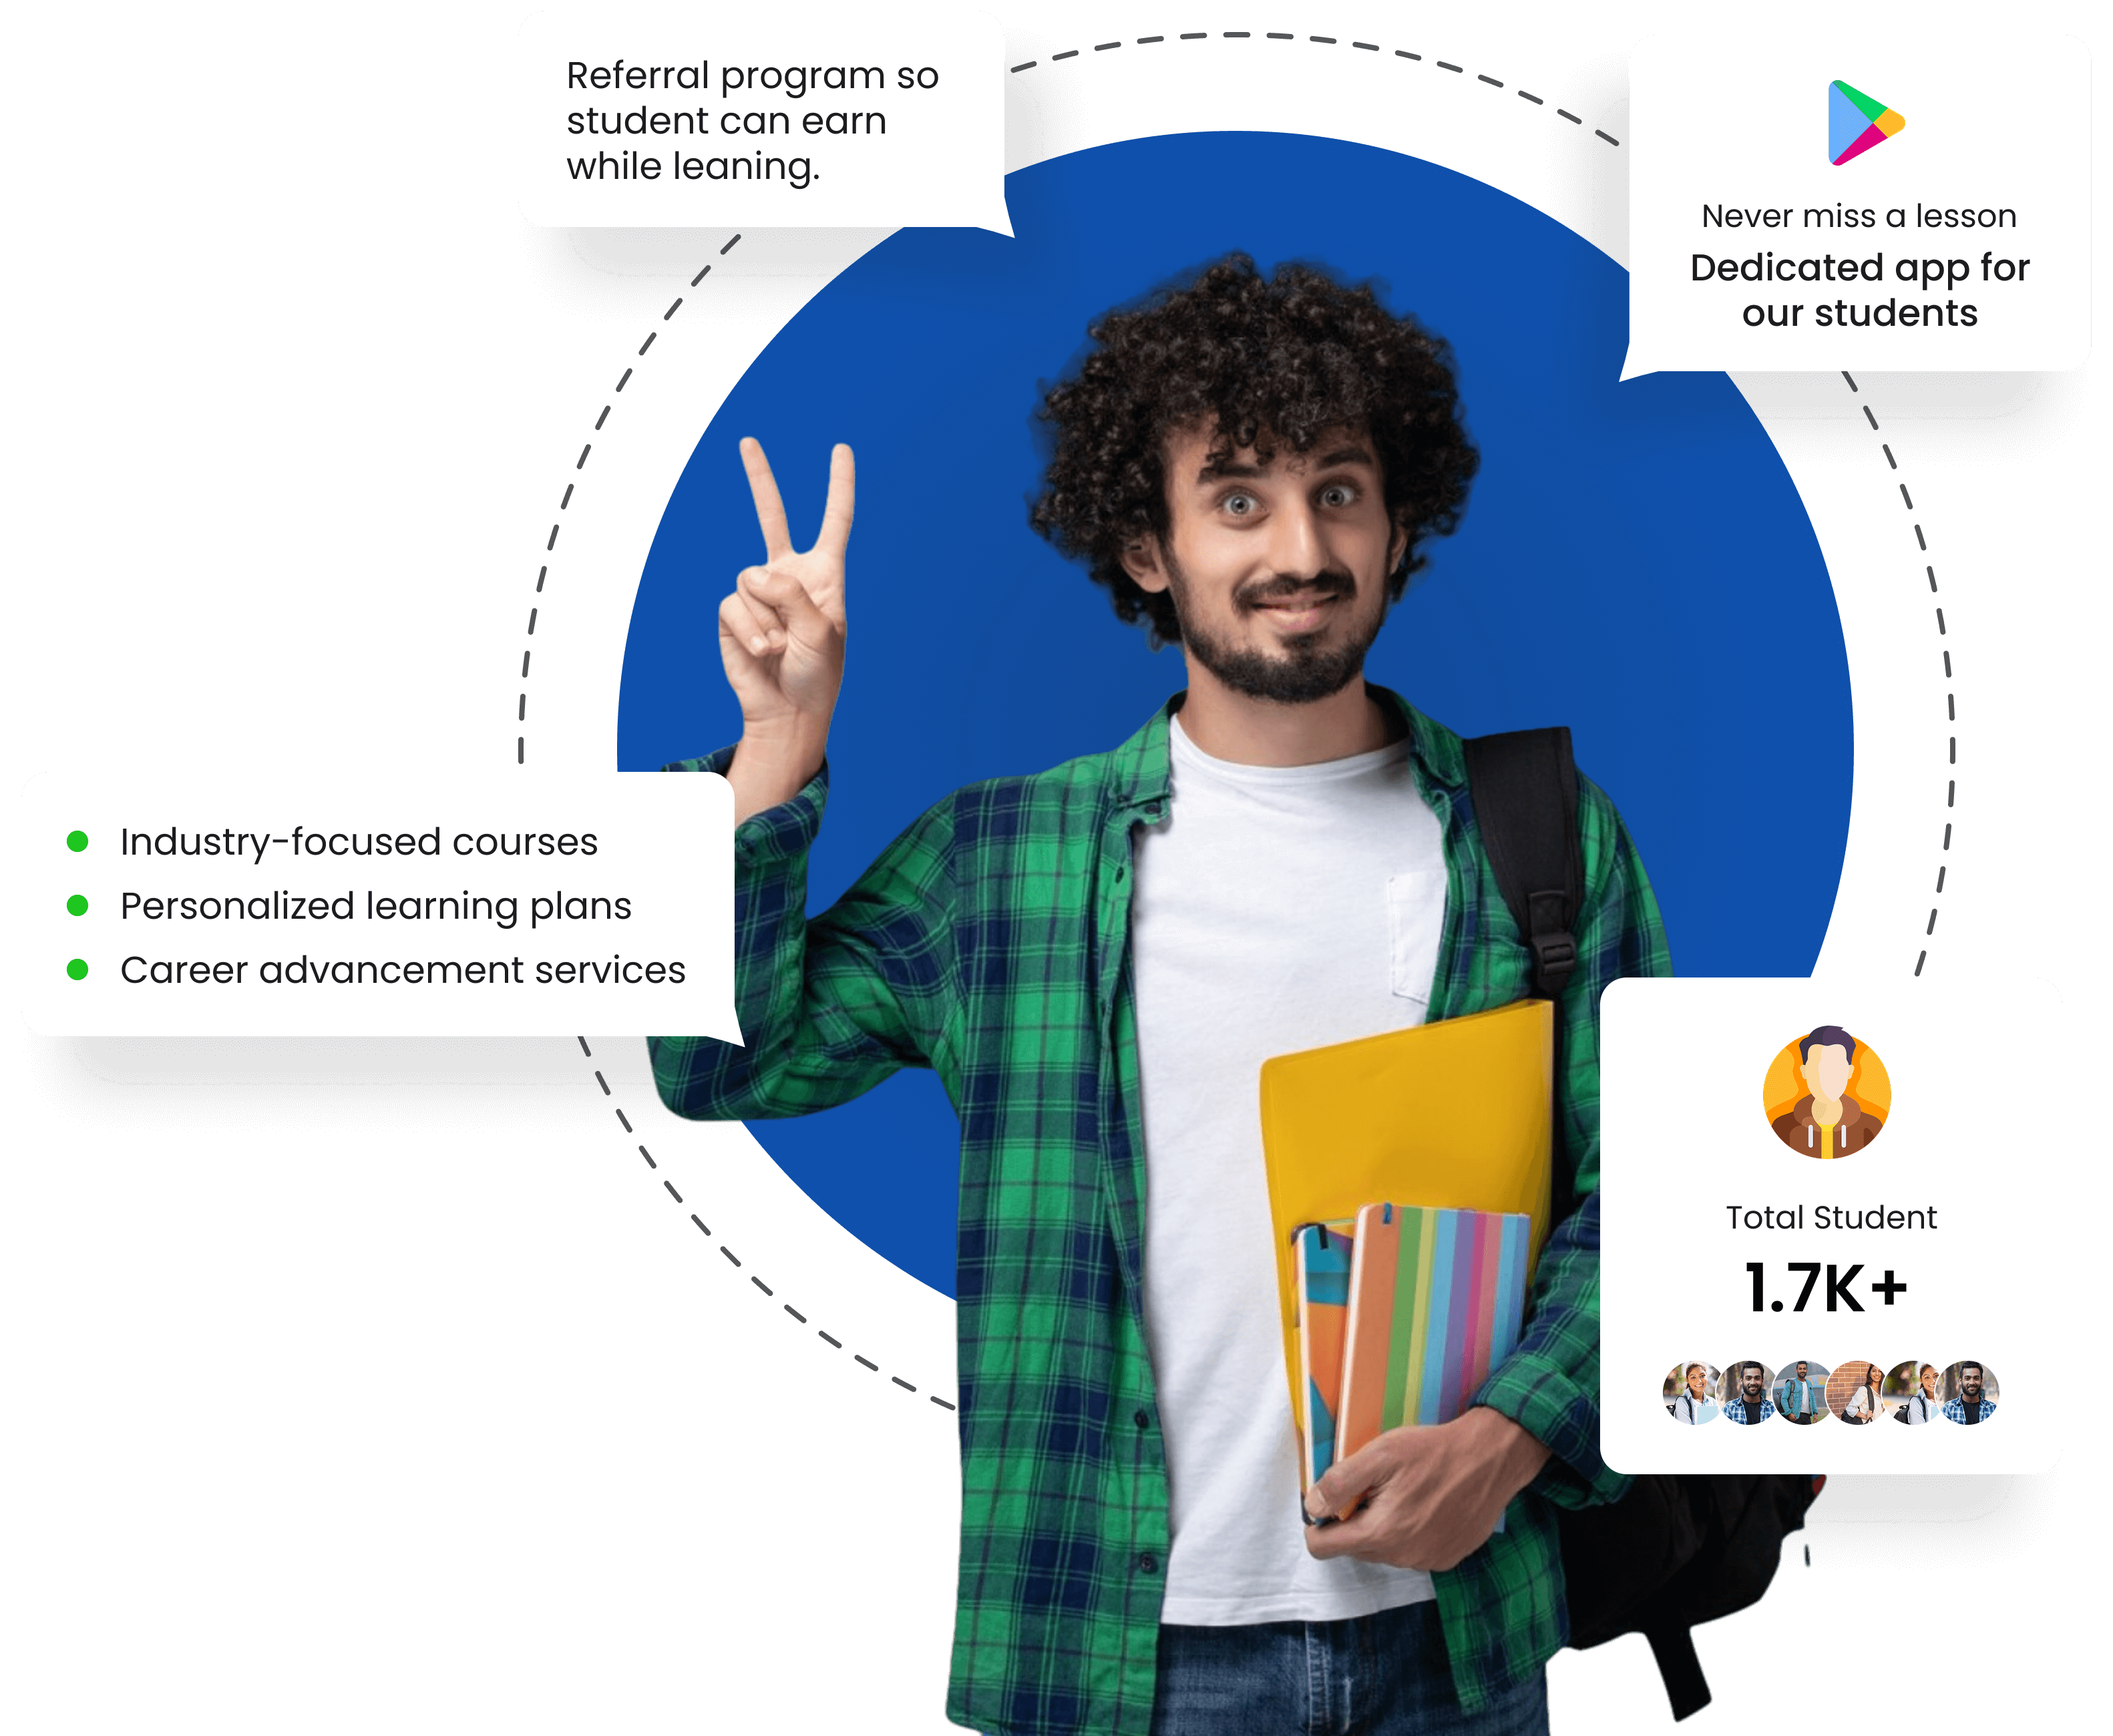 Referral program so
student can earn
while leaning.
Never miss a lesson
Dedicated app for
our students
Industry-focused courses
Personalized learning plans
Career advancement services
Total Student
1.7K+